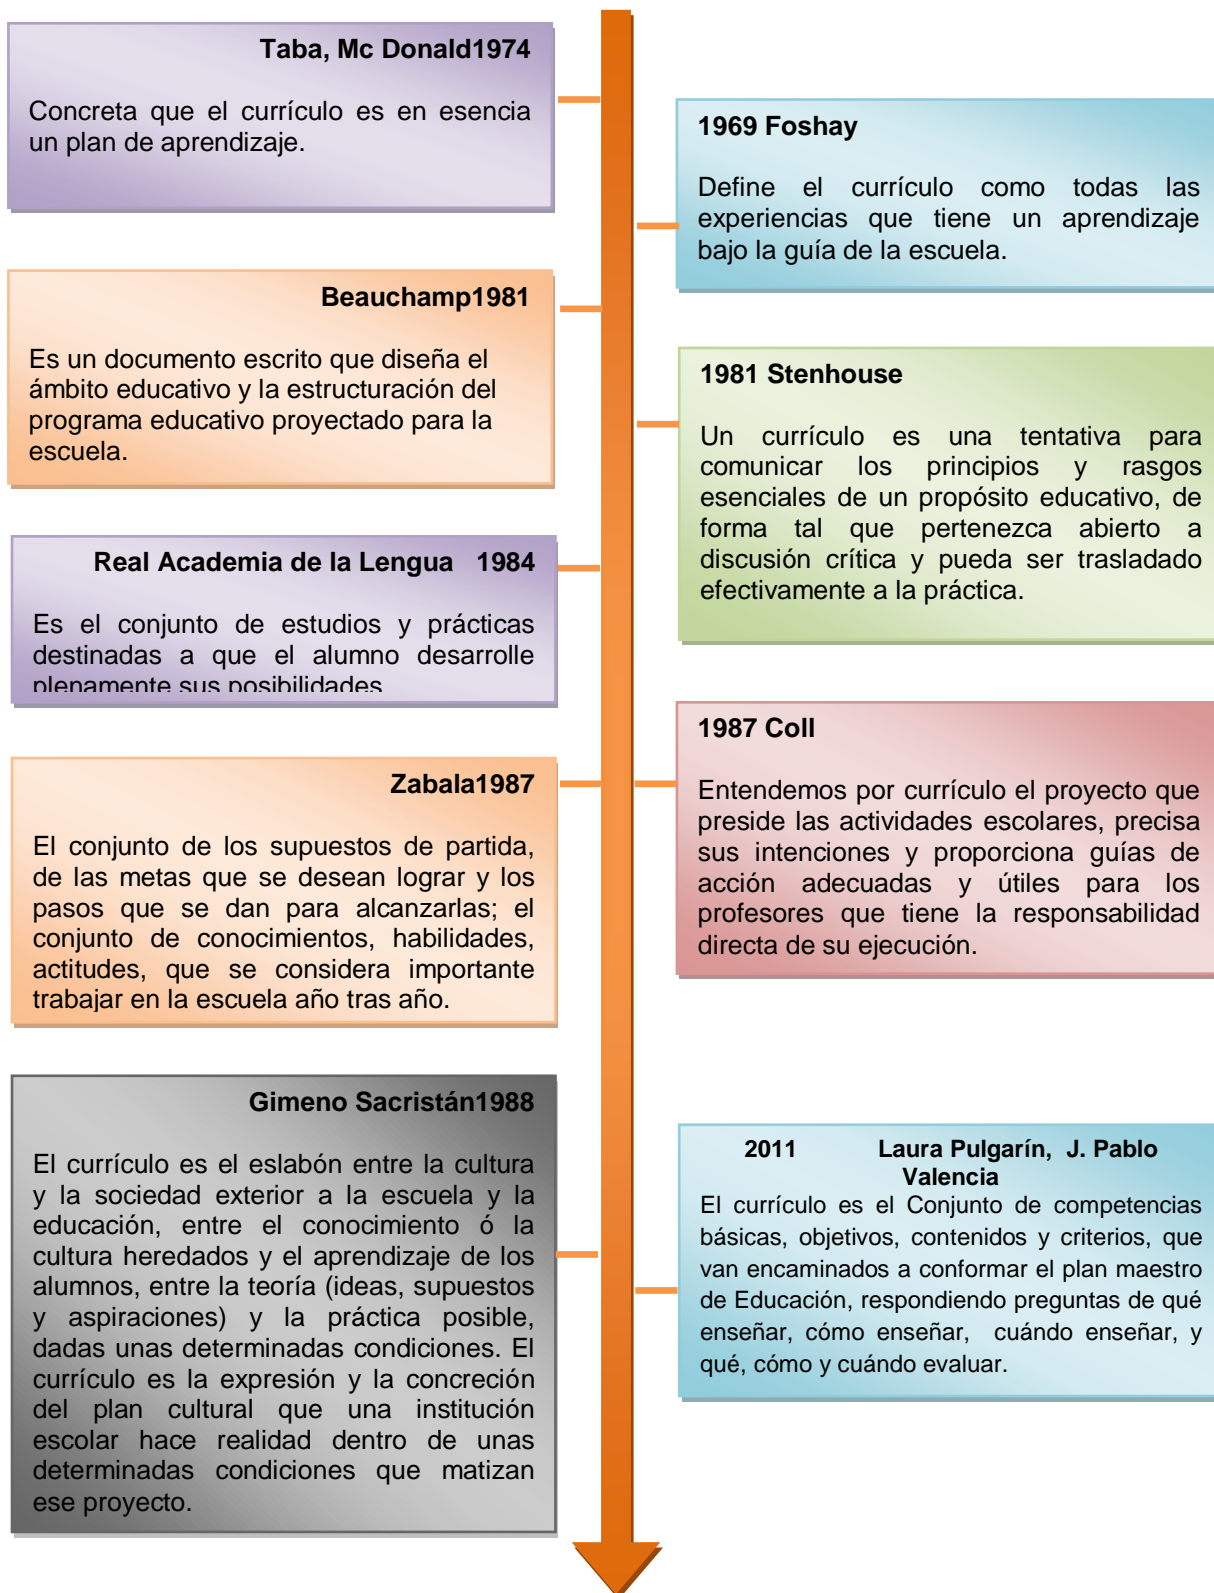 Taba, Mc Donald1974
Concreta que el currículo es en esencia
un plan de aprendizaje.
1969 Foshay
Define el currículo como todas las
experiencias que tiene un aprendizaje
bajo la guía de la escuela.
Beauchamp1981
Es un documento escrito que diseña el
ámbito educativo y la estructuración del
programa educativo proyectado para la
escuela.
1981 Stenhouse
Un currículo es una tentativa para
comunicar los principios y rasgos
esenciales de un propósito educativo, de
forma tal que pertenezca abierto a
discusión crítica y pueda ser trasladado
efectivamente a la práctica.
Real Academia de la Lengua 1984
Es el conjunto de estudios y prácticas
destinadas a que el alumno desarrolle
plenamente sus posibilidades
1987 Coll
Entendemos por currículo el proyecto que
preside las actividades escolares, precisa
sus intenciones y proporciona guías de
acción adecuadas y útiles para los
profesores que tiene la responsabilidad
directa de su ejecución.
Zabala1987
El conjunto de los supuestos de partida,
de las metas que se desean lograr y los
pasos que se dan para alcanzarlas; el
conjunto de conocimientos, habilidades,
actitudes, que se considera importante
trabajar en la escuela año tras año.
Gimeno Sacristán1988
El currículo es el eslabón entre la cultura
y la sociedad exterior a la escuela y la
educación, entre el conocimiento ó la
cultura heredados y el aprendizaje de los
alumnos, entre la teoría (ideas, supuestos
y aspiraciones) y la práctica posible,
dadas unas determinadas condiciones. El
currículo es la expresión y la concreción
del plan cultural que una institución
escolar hace realidad dentro de unas
determinadas condiciones que matizan
ese proyecto.
2011 Laura Pulgarín, J. Pablo
Valencia
El currículo es el Conjunto de competencias
básicas, objetivos, contenidos y criterios, que
van encaminados a conformar el plan maestro
de Educación, respondiendo preguntas de qué
enseñar, cómo enseñar, cuándo enseñar, y
qué, cómo y cuándo evaluar.